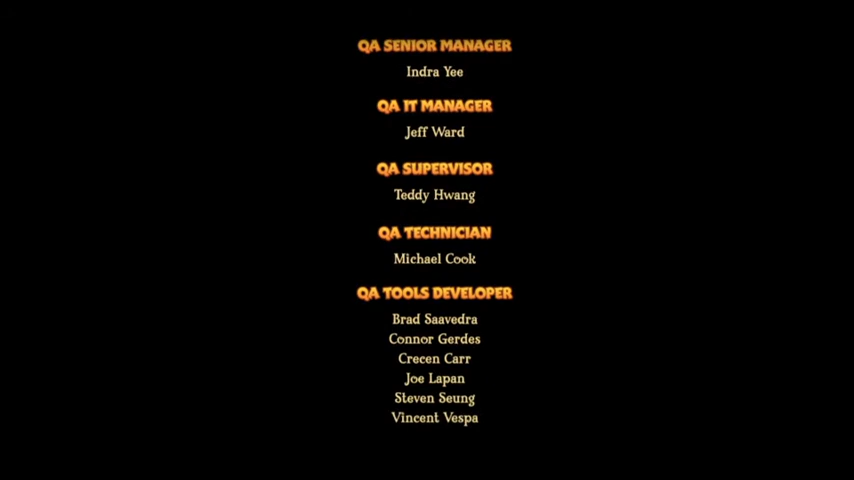 QA SENIOR MANAGER
Indra Yee
QA IT MANAGER
Jeff Ward
QA SUPERVISOR
Teddy Hwang
QA TECHNICIAN
Michael Cook
QA TOOLS DEVELOPER
Brad Saavedra
Connor Gerdes
Crecen Carr
Joe Lapan
Steven Seung
Vincent Vespa